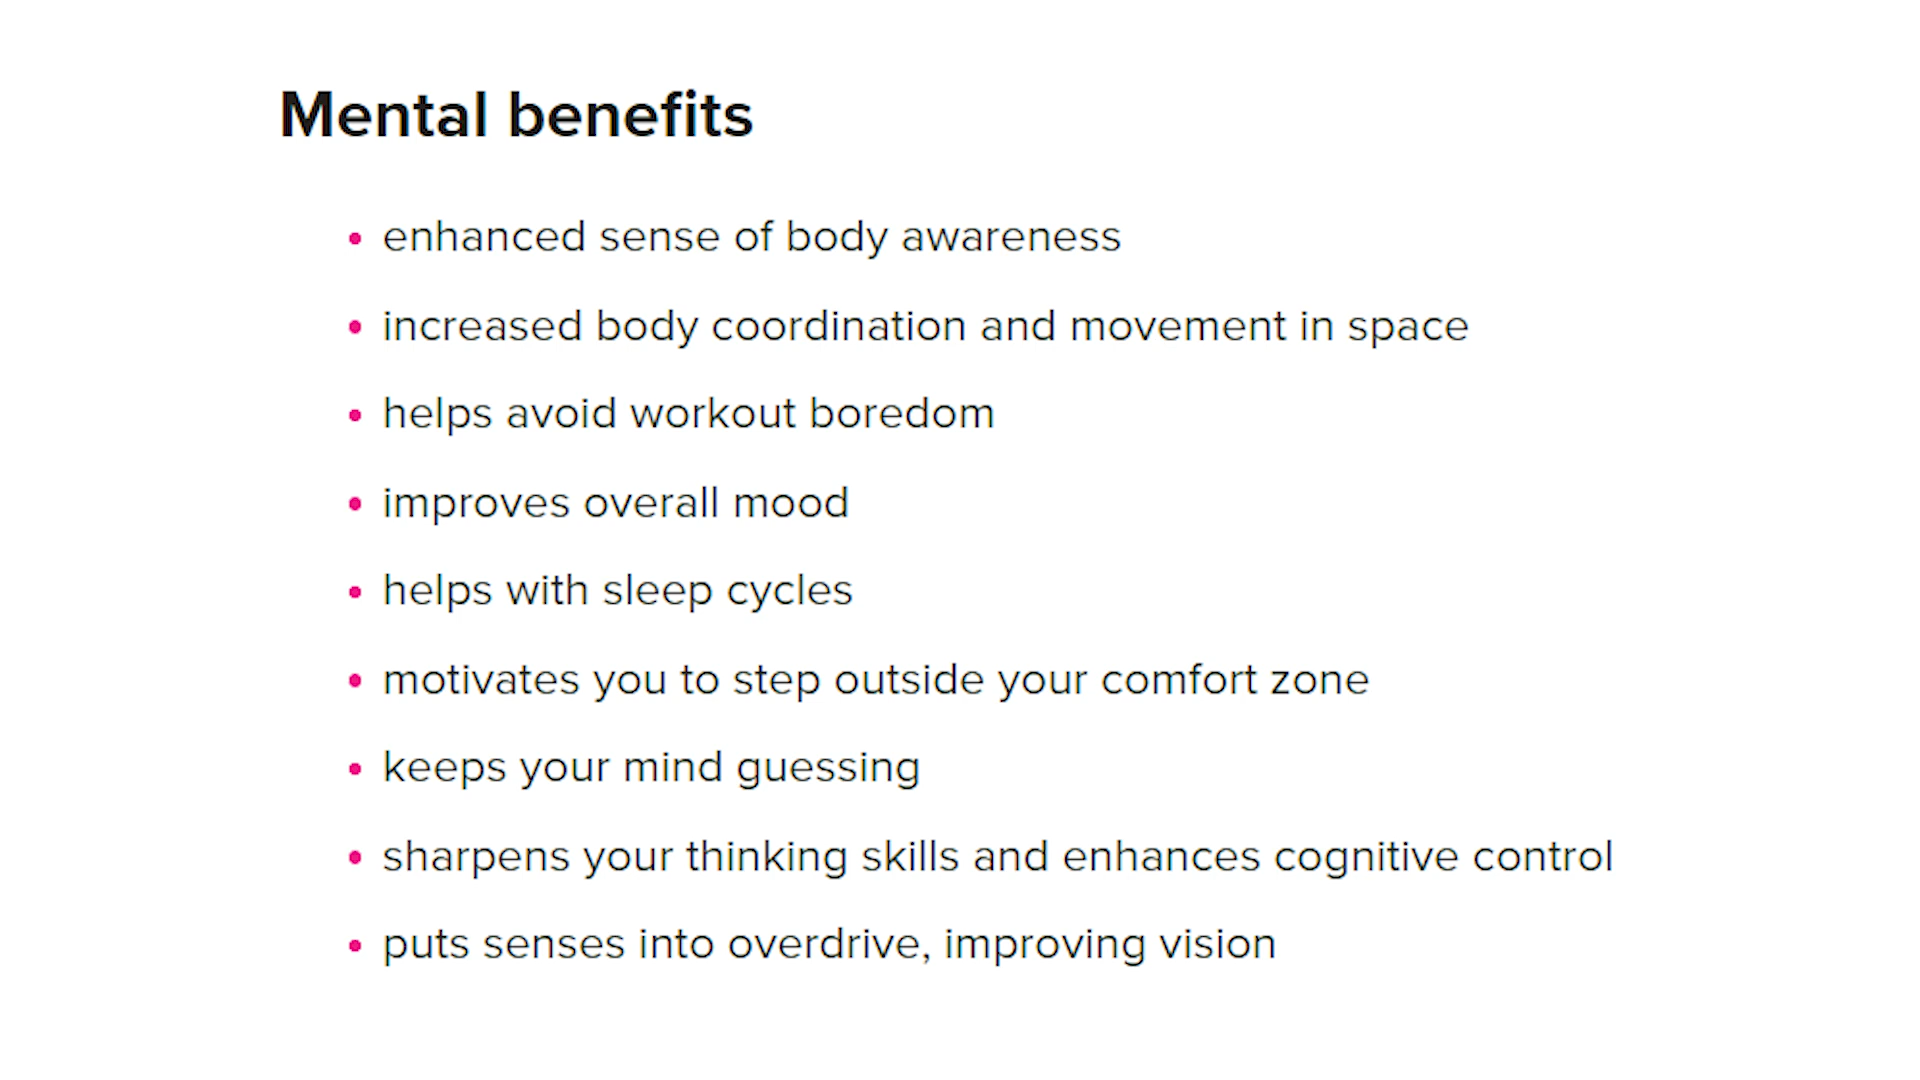 Mental benefits
• enhanced sense of body awareness
• increased body coordination and movement in space
• helps avoid workout boredom
• improves overall mood
• helps with sleep cycles
• motivates you to step outside your comfort zone
• keeps your mind guessing
• sharpens your thinking skills and enhances cognitive control
• puts senses into overdrive, improving vision